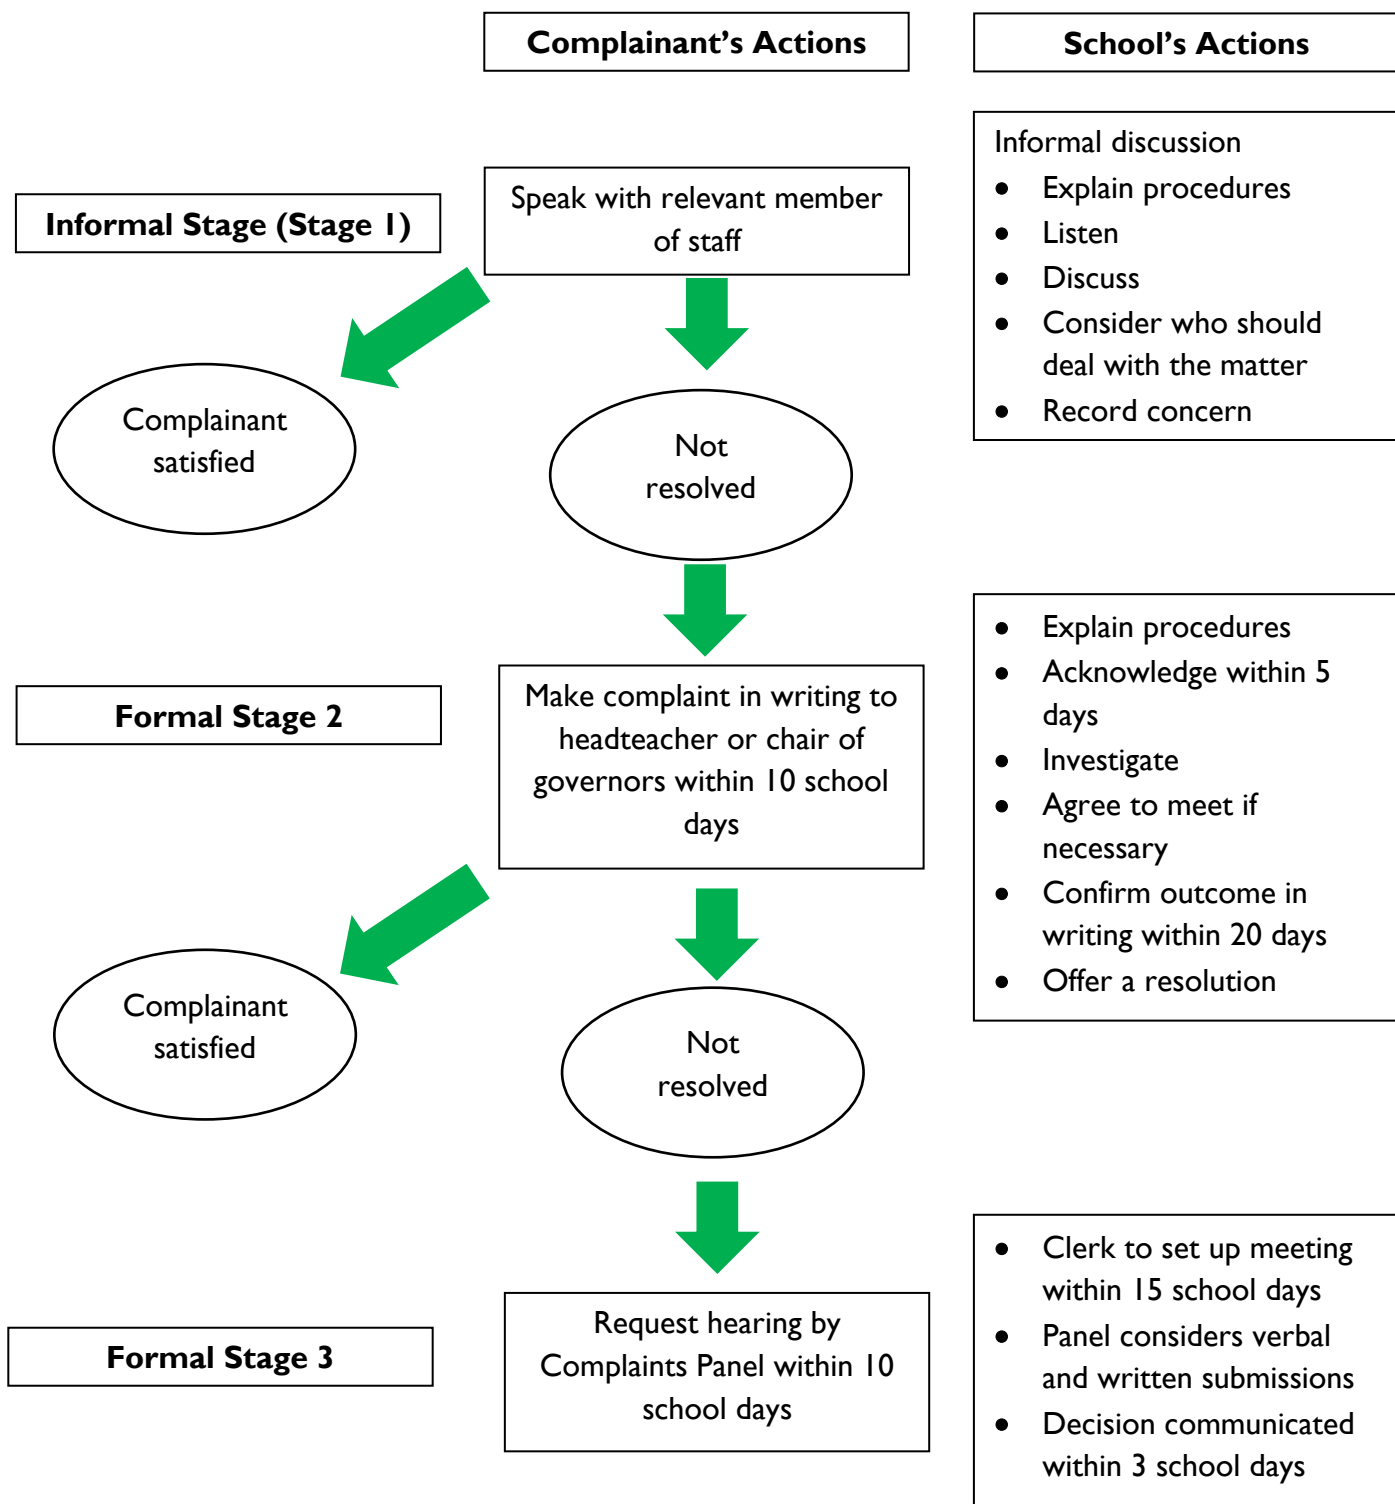 Complainant's Actions
School's Actions
Informal Stage (Stage 1)
Speak with relevant member
of staff
Informal discussion
• Explain procedures
• Listen
• Discuss
• Consider who should
deal with the matter
• Record concern
Complainant
satisfied
Not
resolved
Formal Stage 2
Make complaint in writing to
headteacher or chair of
governors within 10 school
days
• Explain procedures
• Acknowledge within 5
days
• Investigate
• Agree to meet if
necessary
• Confirm outcome in
writing within 20 days
• Offer a resolution
Complainant
satisfied
Not
resolved
Formal Stage 3
Request hearing by
Complaints Panel within 10
school days
• Clerk to set up meeting
within 15 school days
• Panel considers verbal
and written submissions
• Decision communicated
within 3 school days